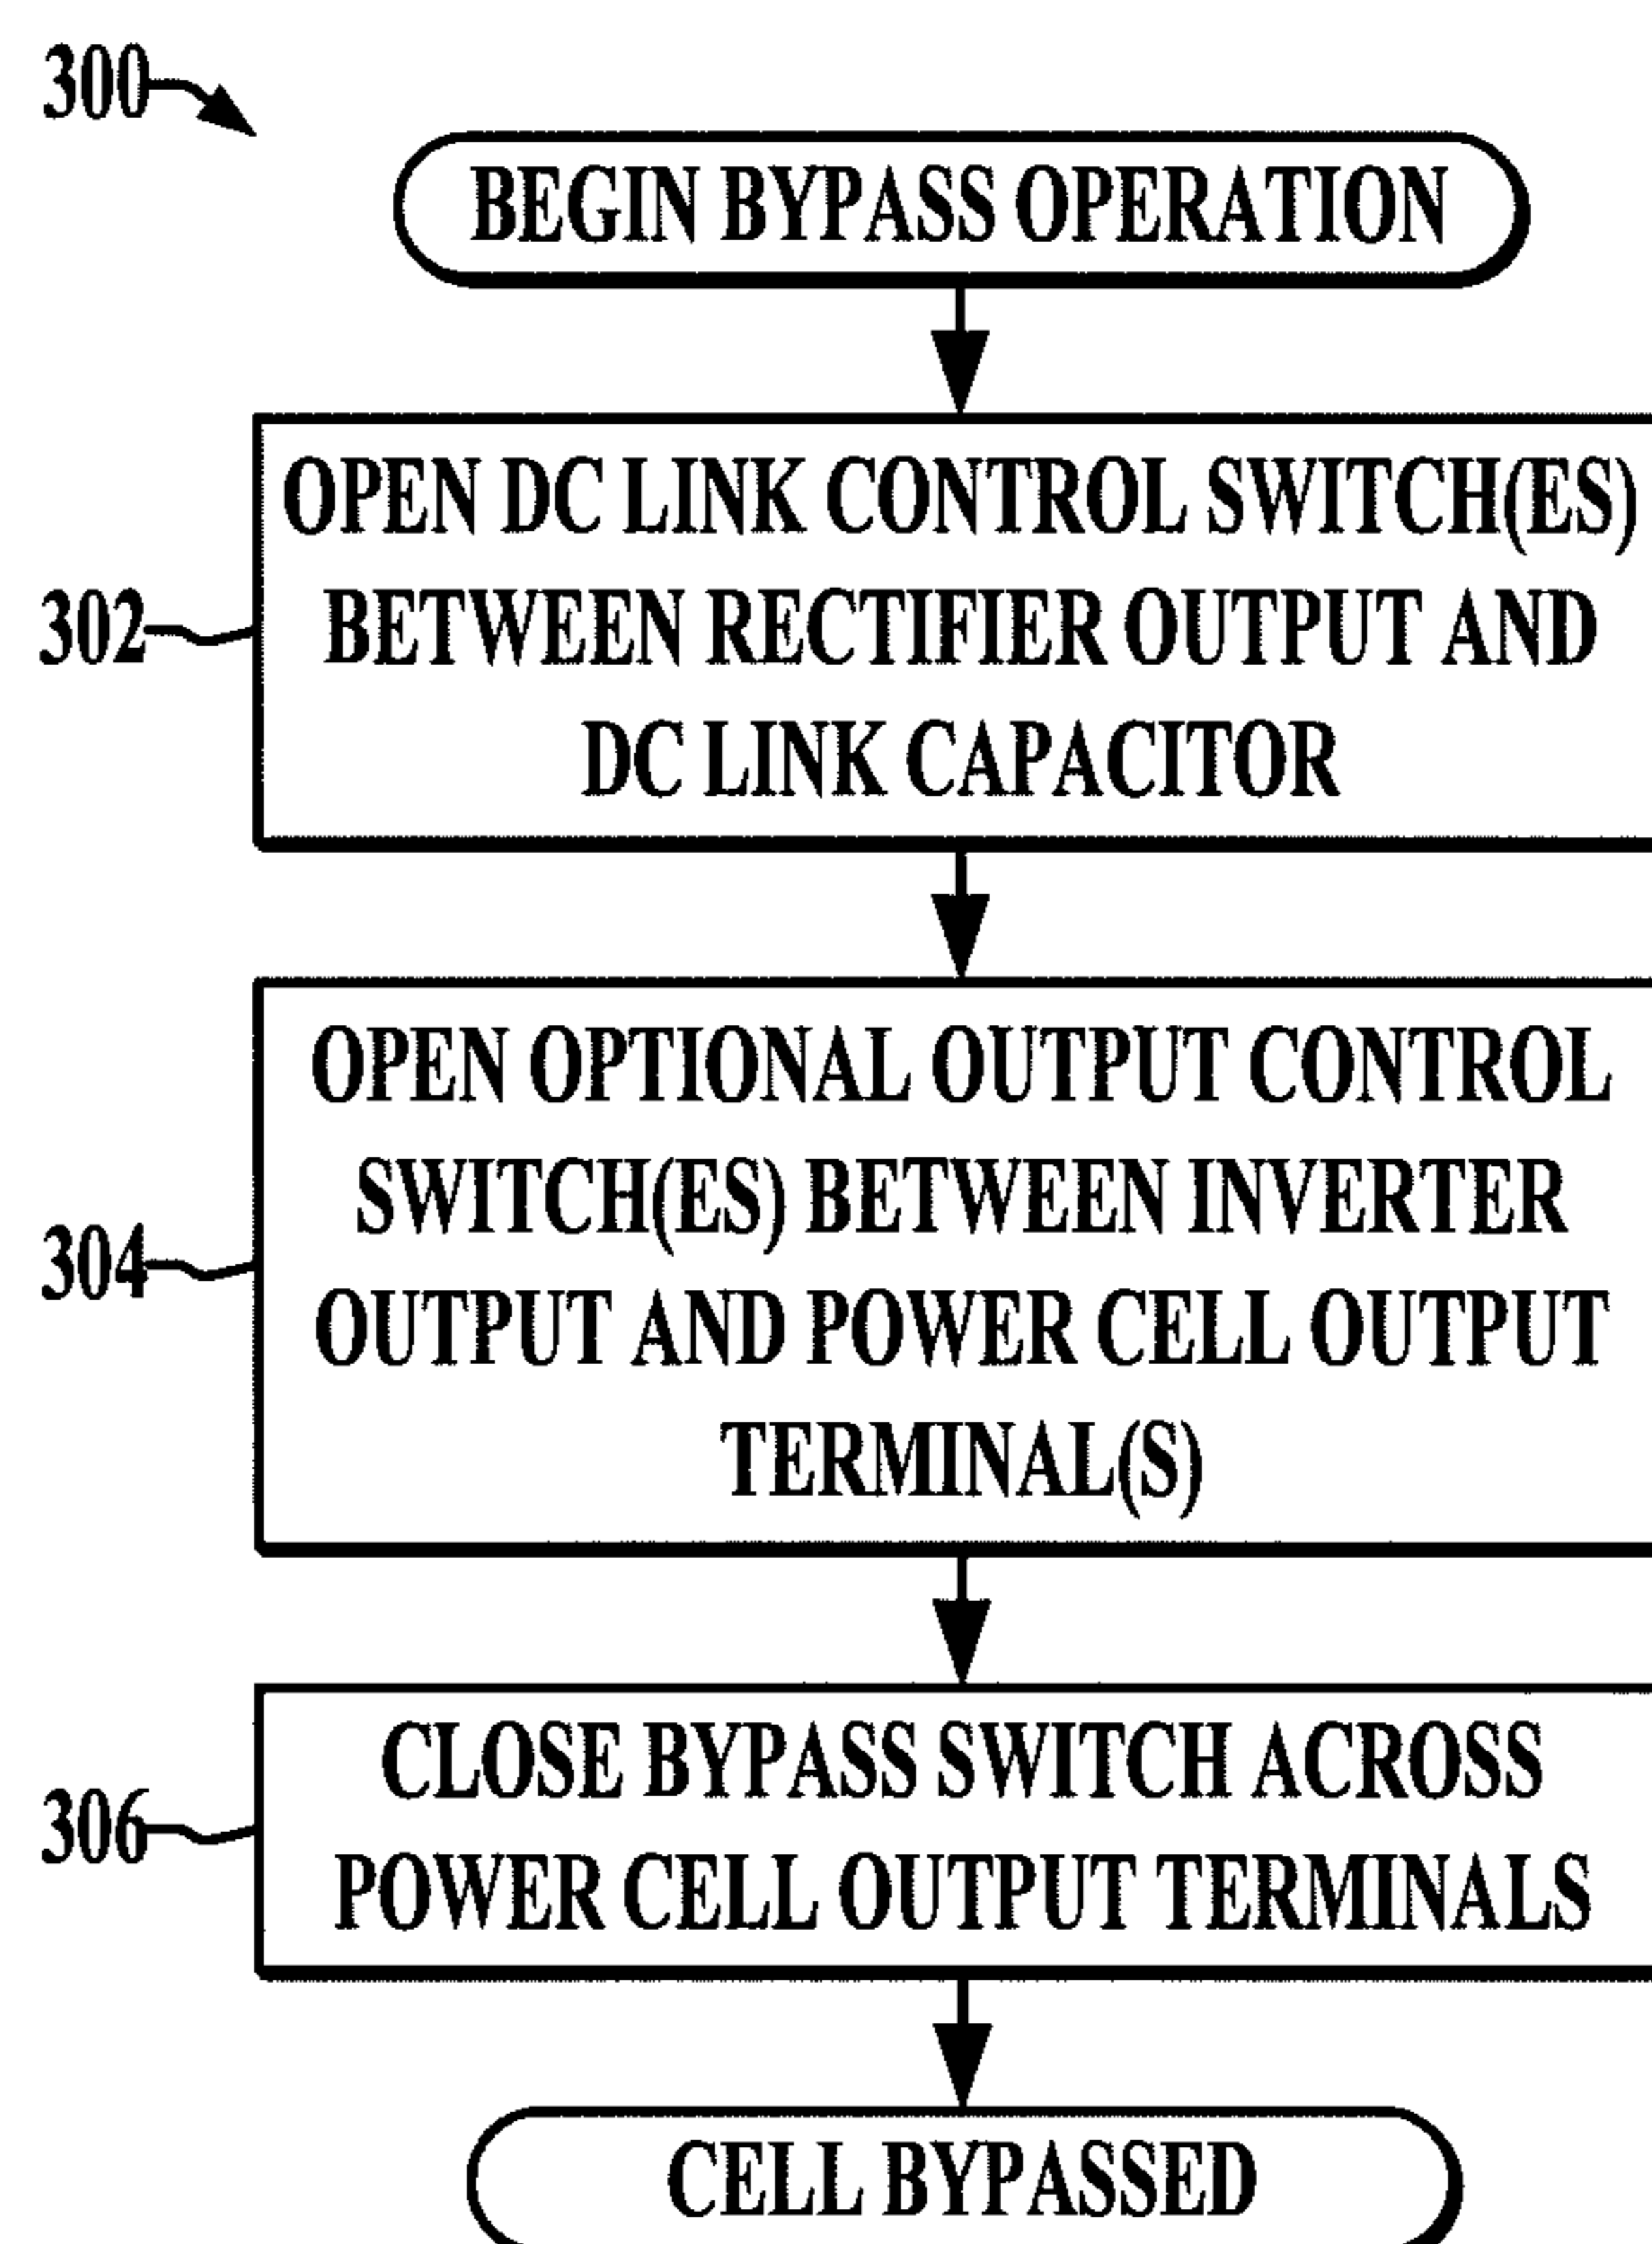 300
BEGIN BYPASS OPERATION
302
OPEN DC LINK CONTROL SWITCH(ES)
BETWEEN RECTIFIER OUTPUT AND
DC LINK CAPACITOR
304
OPEN OPTIONAL OUTPUT CONTROL
SWITCH(ES) BETWEEN INVERTER
OUTPUT AND POWER CELL OUTPUT
TERMINAL(S)
306
CLOSE BYPASS SWITCH ACROSS
POWER CELL OUTPUT TERMINALS
CELL BYPASSED